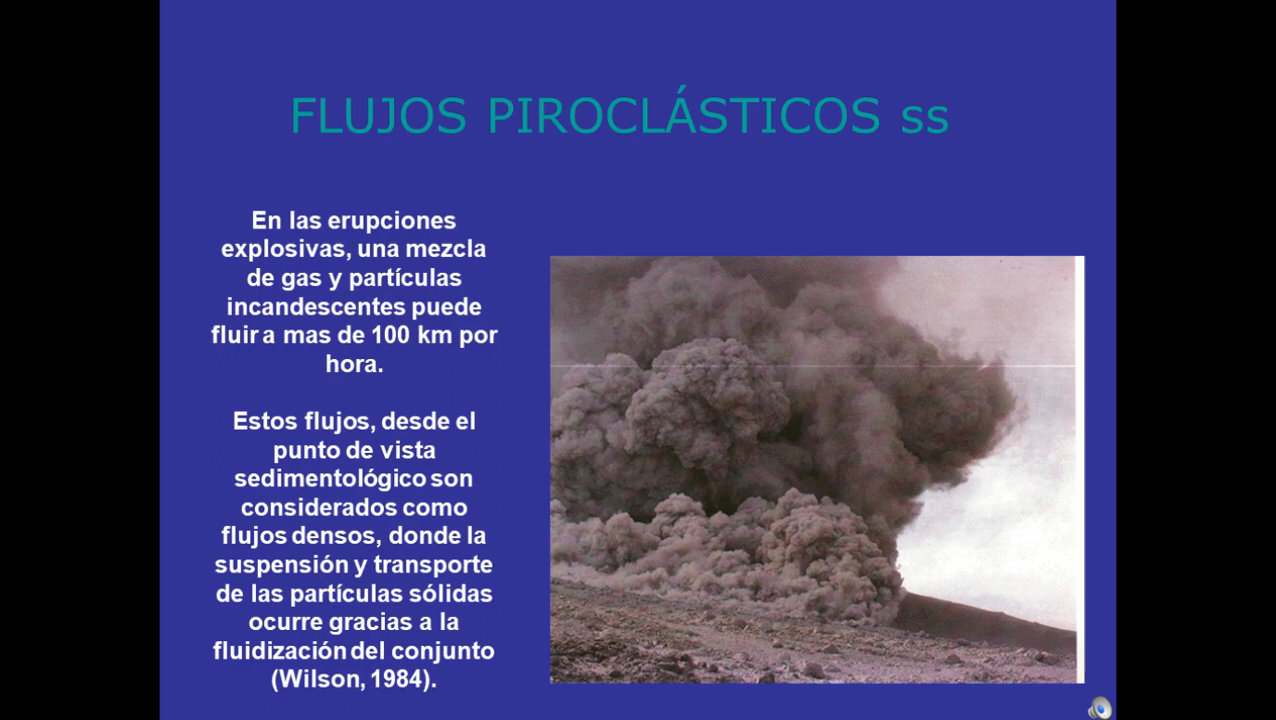 FLUJOS PIROCLÁSTICOS ss
En las erupciones
explosivas, una mezcla
de gas y partículas
incandescentes puede
fluir a mas de 100 km por
hora.
Estos flujos, desde el
punto de vista
sedimentológico son
considerados como
flujos densos, donde la
suspensión y transporte
de las partículas sólidas
ocurre gracias a la
fluidización del conjunto
(Wilson, 1984).